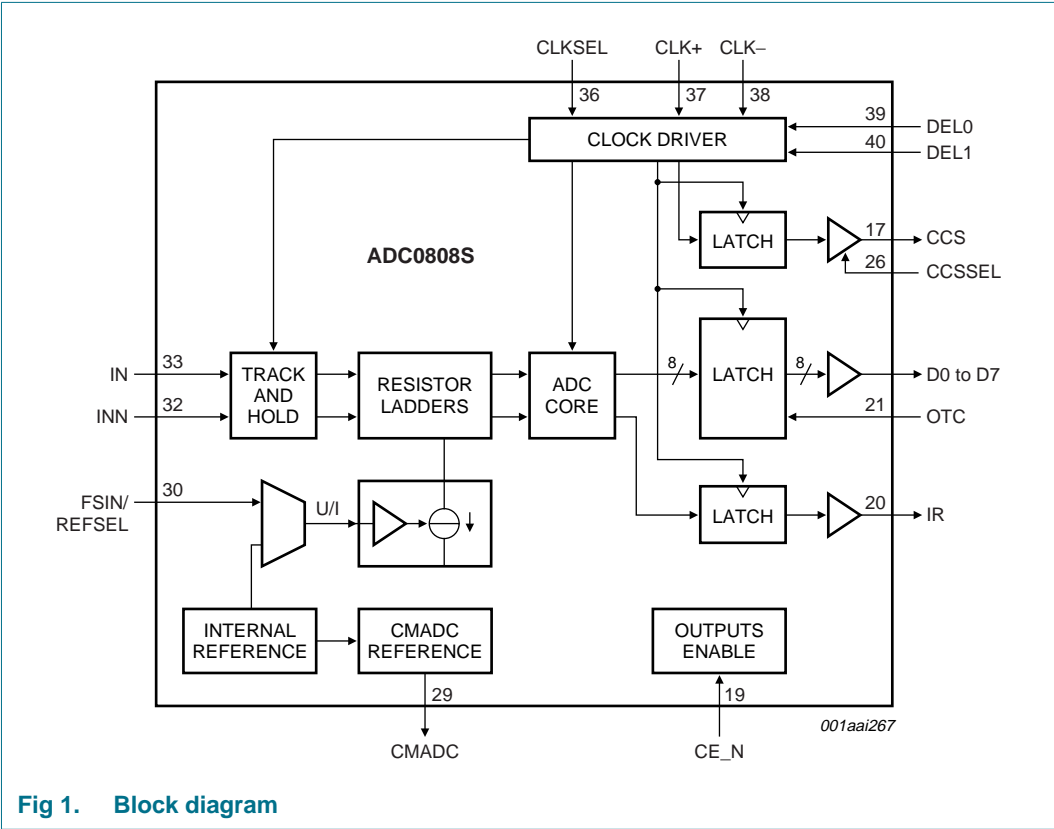 CLKSEL CLK+ CLK−
36 37 38
CLOCK DRIVER
39 DEL0
40 DEL1
LATCH
17 CCS
26 CCSSEL
ADC0808S
IN 33
INN 32
TRACK
AND
HOLD
RESISTOR
LADDERS
ADC
CORE
8
LATCH
8
D0 to D7
21 OTC
FSIN/
REFSEL
30
U/I
LATCH
20 IR
INTERNAL
REFERENCE
CMADC
REFERENCE
OUTPUTS
ENABLE
29
19
CMADC
CE_N
001aai267
Fig 1. Block diagram